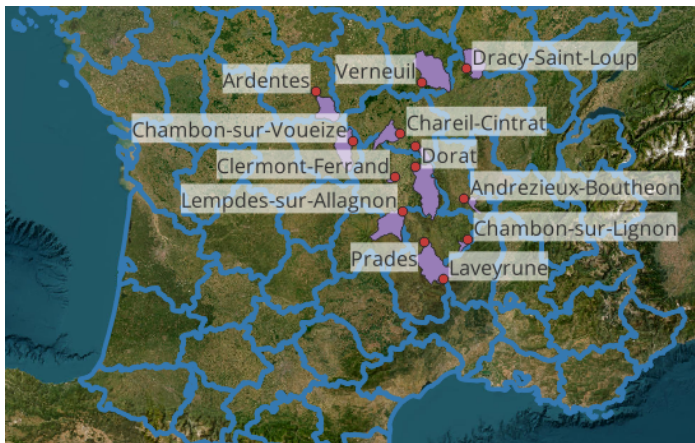 Dracy-Saint-Loup
Verneuil
Ardentes
Chareil-Cintrat
Chambon-sur-Voueize
Dorat
Clermont-Ferrand
Andrezieux-Boutheon
Lempdes-sur-Allagnon
Chambon-sur-Lignon
Prades
Laveyrune